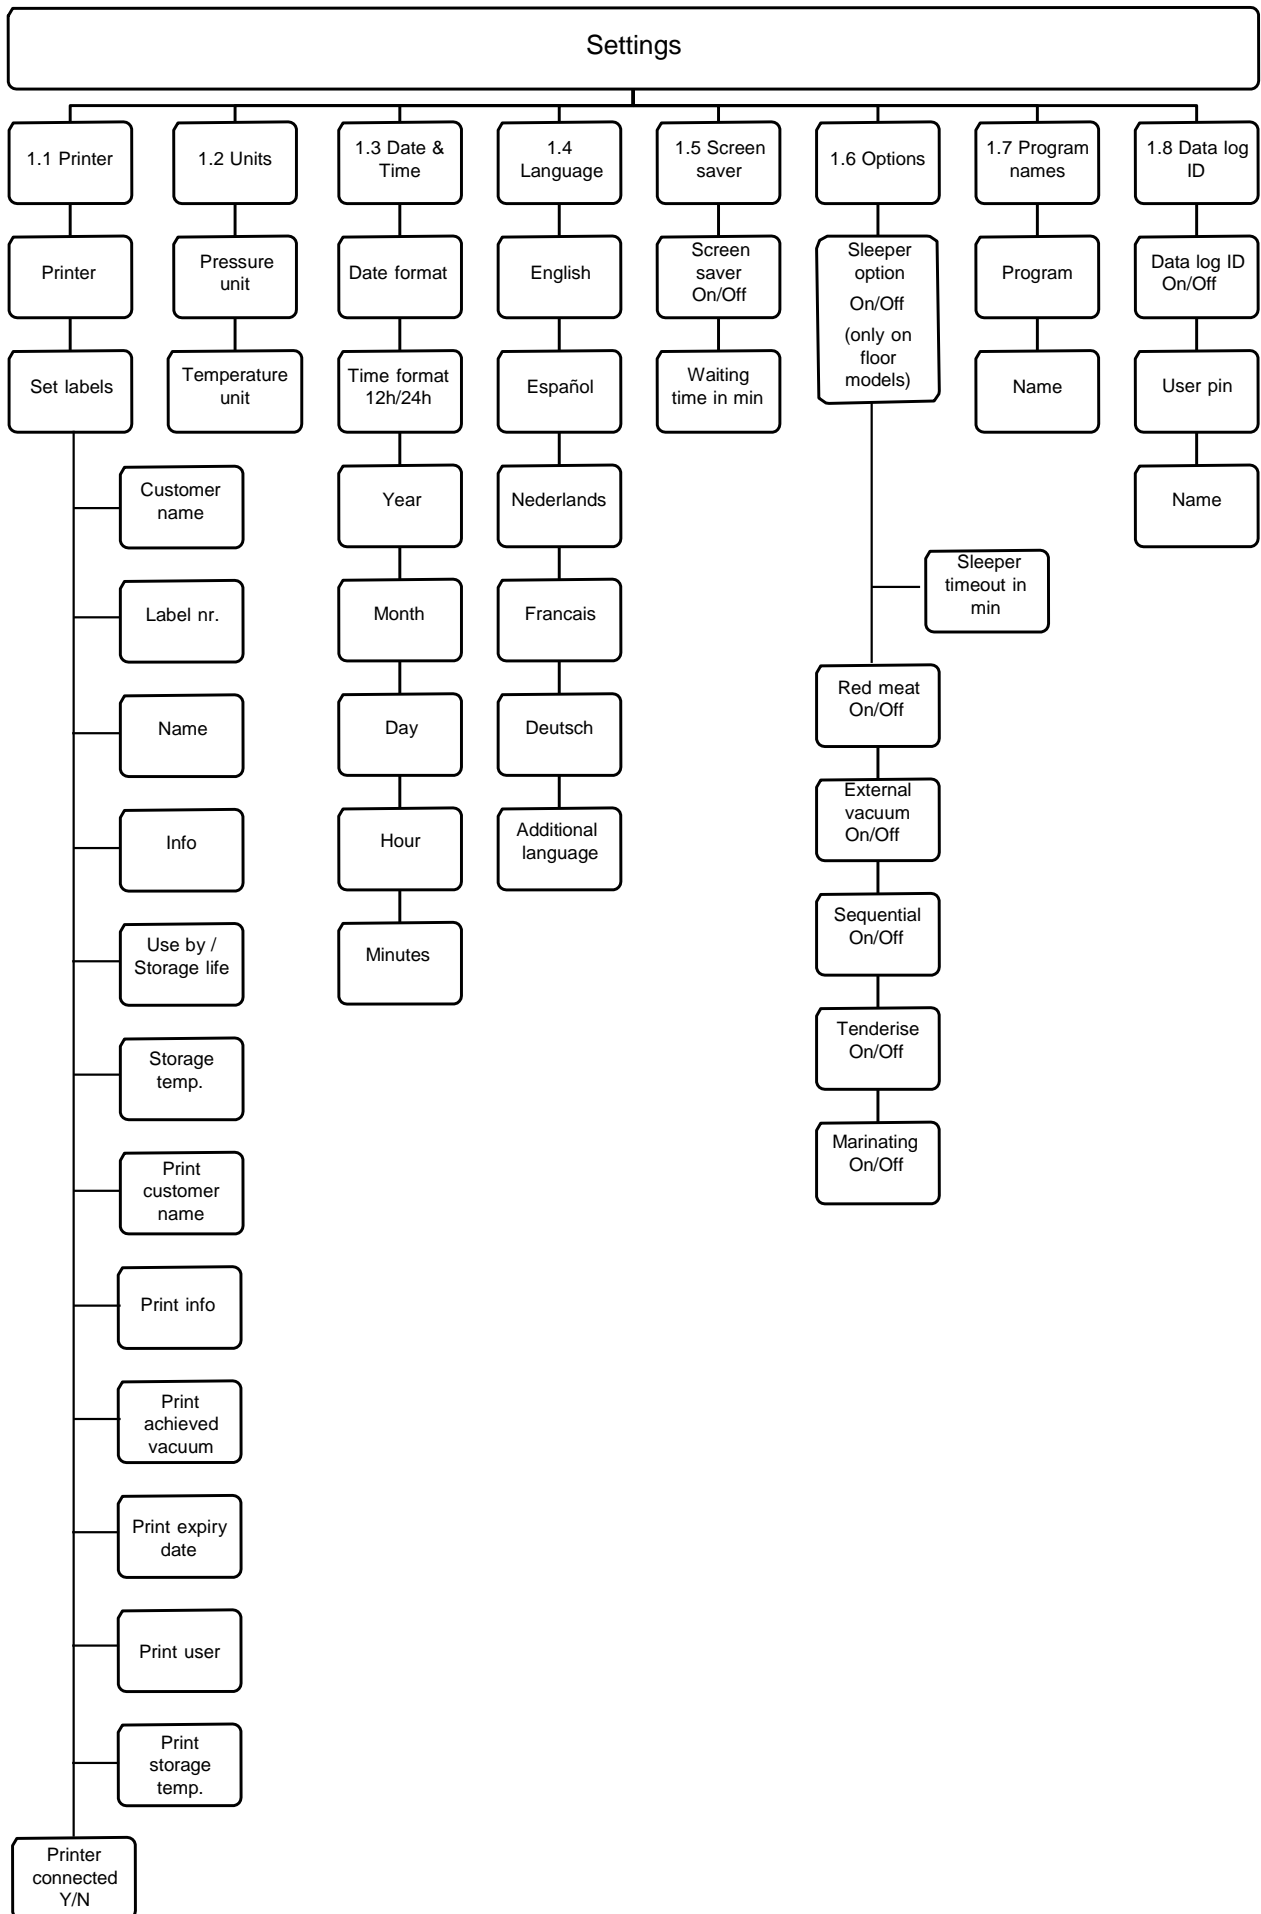 Settings
1.1 Printer
Printer
Set labels
Customer
name
Label nr.
Name
Info
Use by /
Storage life
Storage
temp.
Print
customer
name
Print info
Print
achieved
vacuum
Print expiry
date
Print user
Print
storage
temp.
Printer
connected
Y/N
1.2 Units
Pressure
unit
Temperature
unit
1.3 Date &
Time
Date format
Time format
12h/24h
Year
Month
Day
Hour
Minutes
1.4
Language
English
Español
Nederlands
Francais
Deutsch
Additional
language
1.5 Screen
saver
Screen
saver
On/Off
Waiting
time in min
1.6 Options
Sleeper
option
On/Off
(only on
floor
models)
Sleeper
timeout in
min
Red meat
On/Off
External
vacuum
On/Off
Sequential
On/Off
Tenderise
On/Off
Marinating
On/Off
1.7 Program
names
Program
Name
1.8 Data log
ID
Data log ID
On/Off
User pin
Name